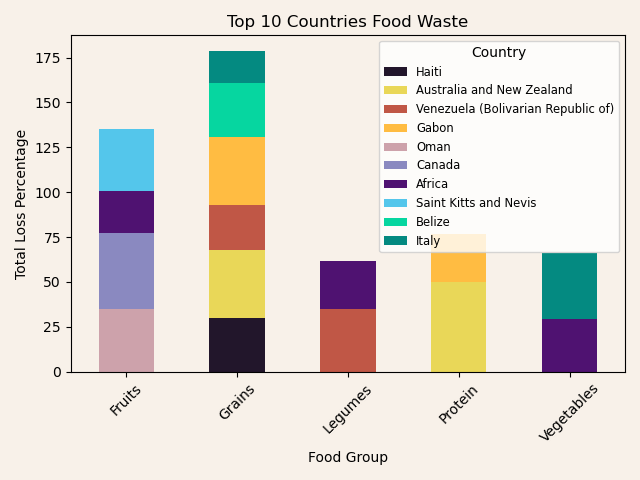 Top 10 Countries Food Waste
Total Loss Percentage
175
150
125
100
75
50
25
0
Country
Haiti
Australia and New Zealand
Venezuela (Bolivarian Republic of)
Gabon
Oman
Canada
Africa
Saint Kitts and Nevis
Belize
Italy
Fruits
Grains
Legumes
Protein
Vegetables
Food Group